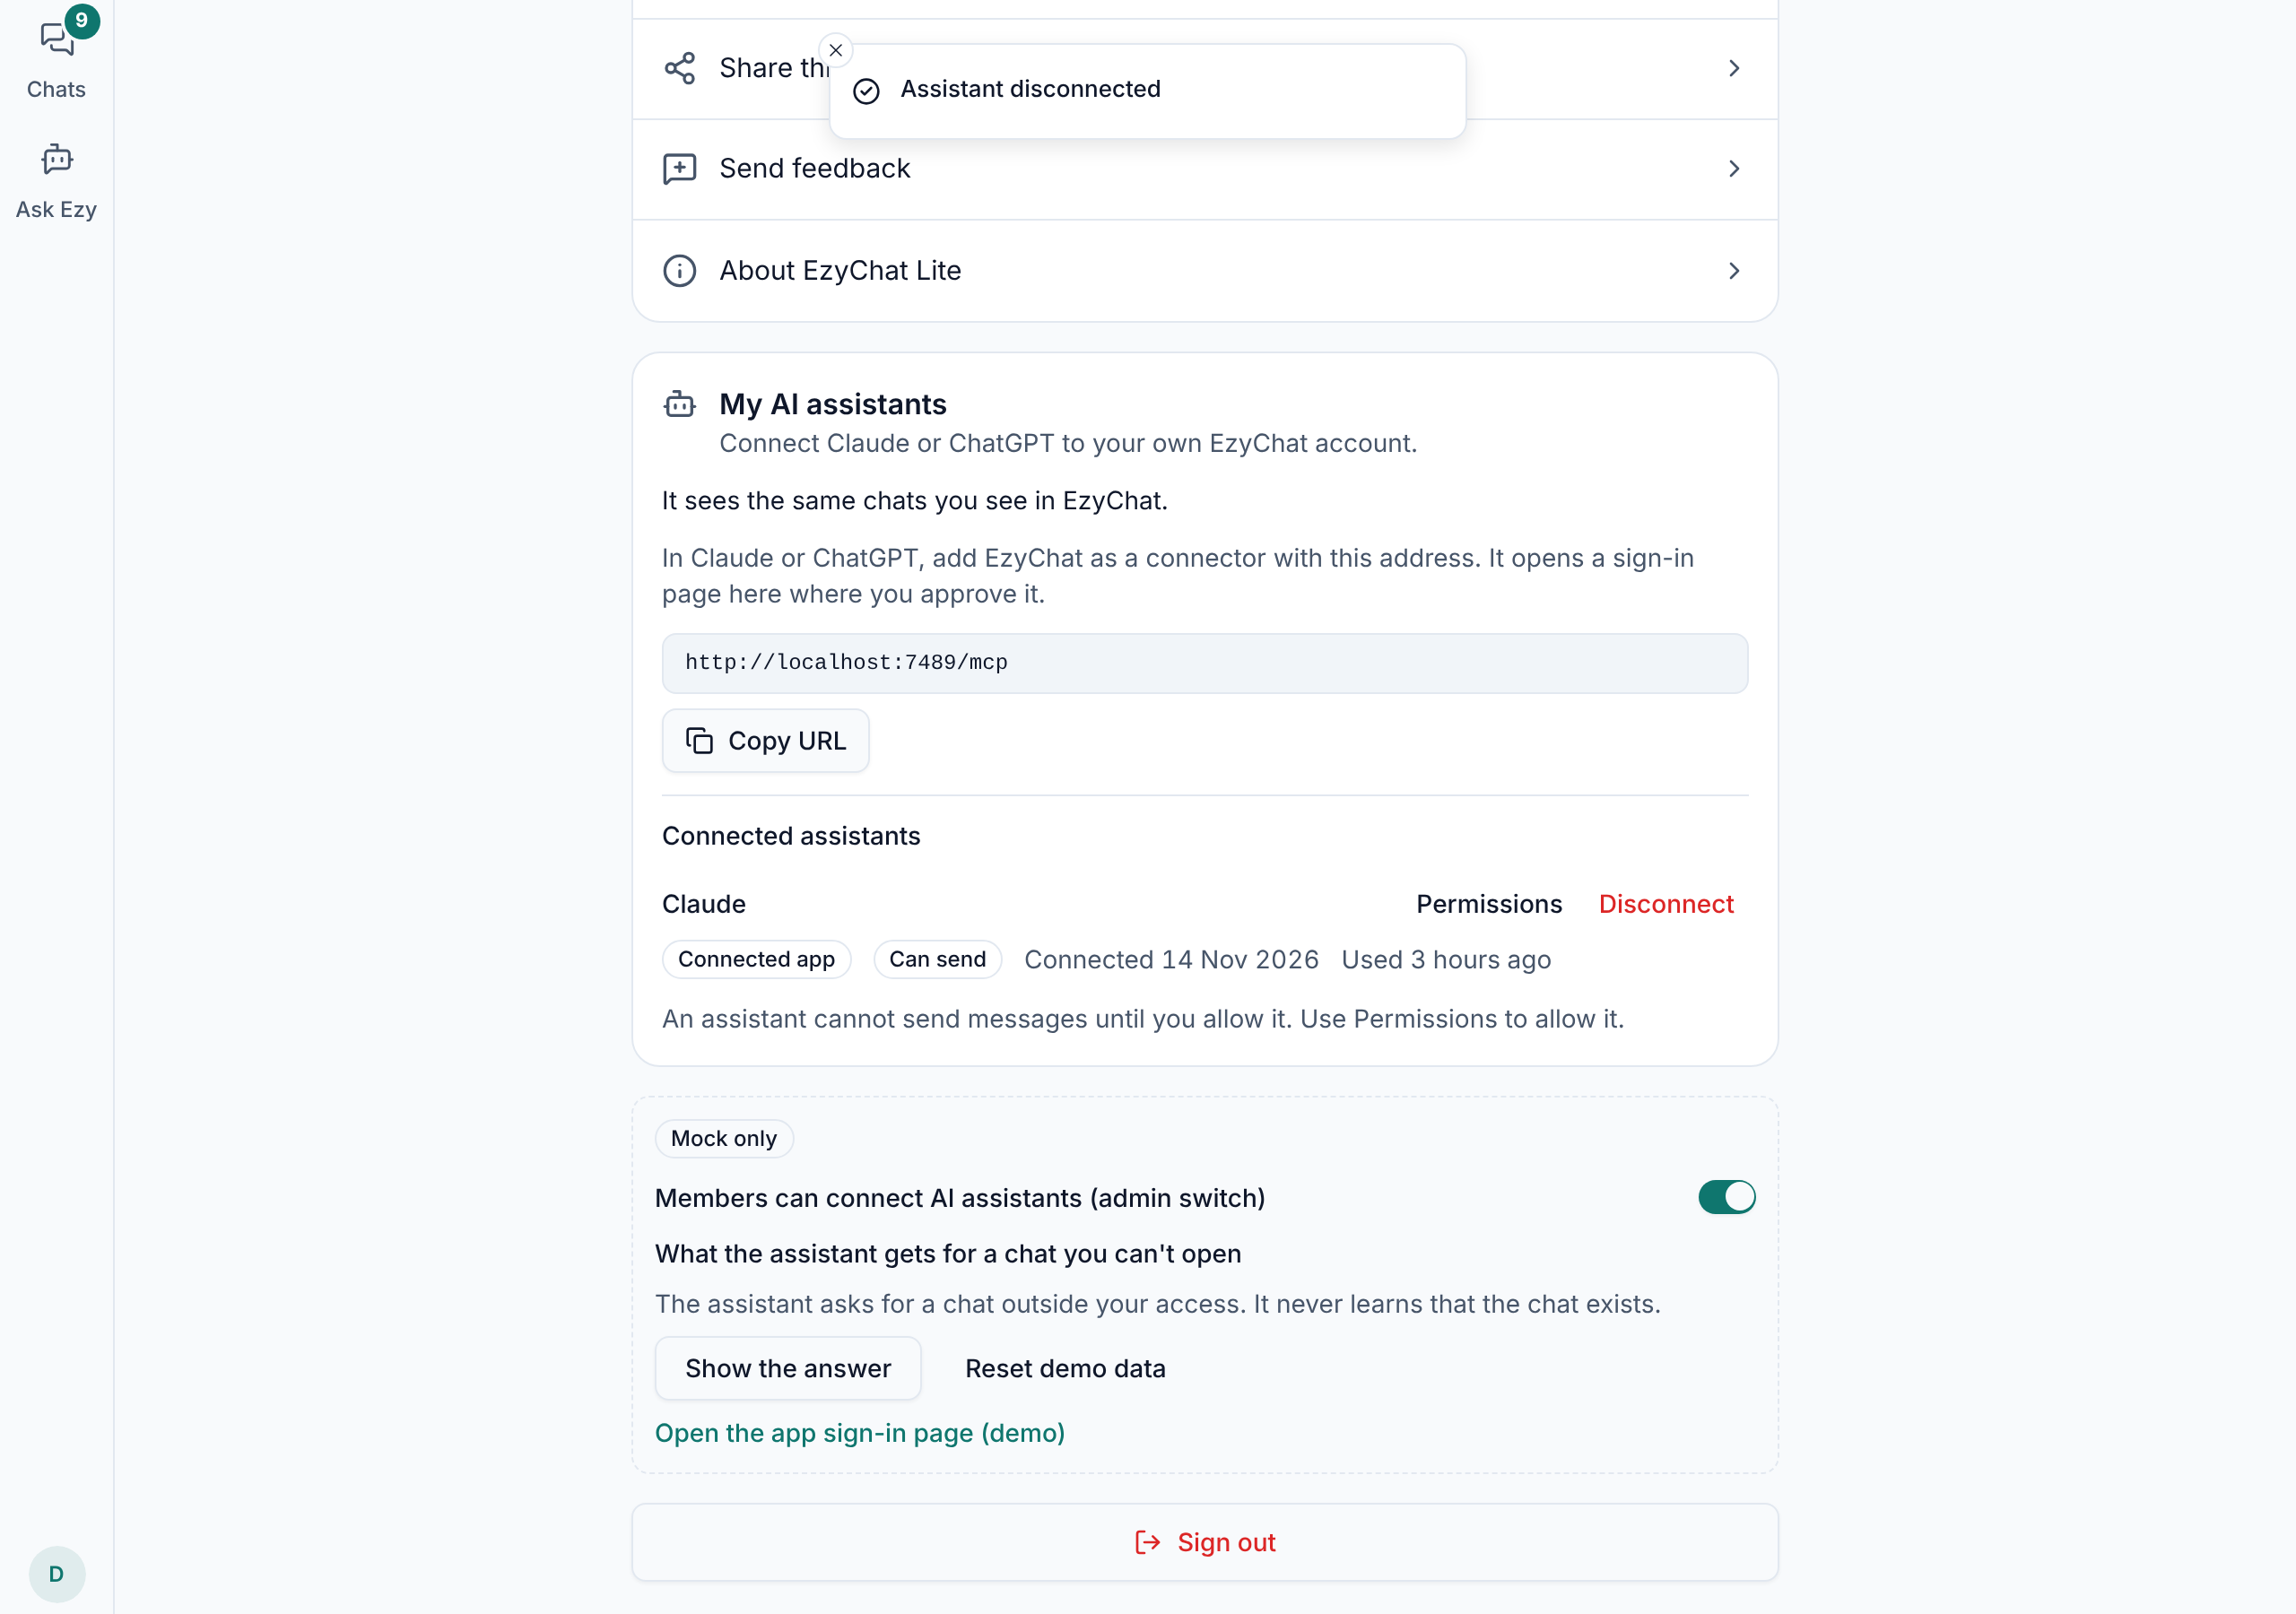 9
Chats
Ask Ezy
Share
Assistant disconnected
Send feedback
About EzyChat Lite
My AI assistants
Connect Claude or ChatGPT to your own EzyChat account.
It sees the same chats you see in EzyChat.
In Claude or ChatGPT, add EzyChat as a connector with this address. It opens a sign-in
page here where you approve it.
http://localhost:7489/mcp
Copy URL
Connected assistants
Claude Permissions Disconnect
Connected app Can send Connected 14 Nov 2026 Used 3 hours ago
An assistant cannot send messages until you allow it. Use Permissions to allow it.
Mock only
Members can connect AI assistants (admin switch)
What the assistant gets for a chat you can't open
The assistant asks for a chat outside your access. It never learns that the chat exists.
Show the answer Reset demo data
Open the app sign-in page (demo)
Sign out
D